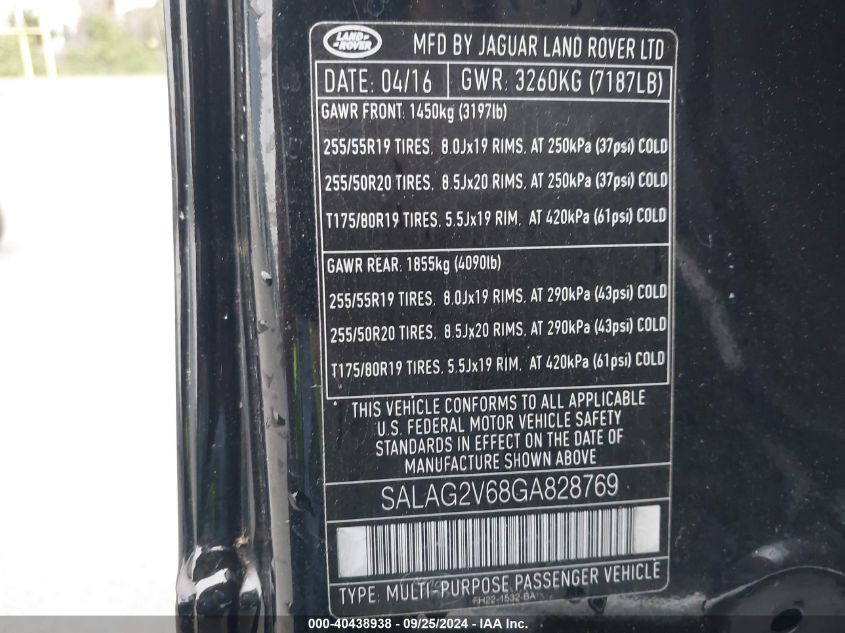 LAND ROVER
MFD BY JAGUAR LAND ROVER LTD
DATE: 04/16 GWR: 3260KG (7187LB)
GAWR FRONT: 1450kg (3197lb)
255/55R19 TIRES, 8.0Jx19 RIMS, AT 250kPa (37psi) COLD
255/50R20 TIRES, 8.5Jx20 RIMS, AT 250kPa (37psi) COLD
T175/80R19 TIRES, 5.5Jx19 RIM, AT 420kPa (61psi) COLD
GAWR REAR: 1855kg (4090lb)
255/55R19 TIRES, 8.0Jx19 RIMS, AT 290kPa (43psi) COLD
255/50R20 TIRES, 8.5Jx20 RIMS, AT 290kPa (43psi) COLD
T175/80R19 TIRES, 5.5Jx19 RIM, AT 420kPa (61psi) COLD
THIS VEHICLE CONFORMS TO ALL APPLICABLE
U.S. FEDERAL MOTOR VEHICLE SAFETY
STANDARDS IN EFFECT ON THE DATE OF
MANUFACTURE SHOWN ABOVE
SALAG2V68GA828769
TYPE: MULTI-PURPOSE PASSENGER VEHICLE
FH22-1532-BA
000-40438938 - 09/25/2024 - IAA Inc.